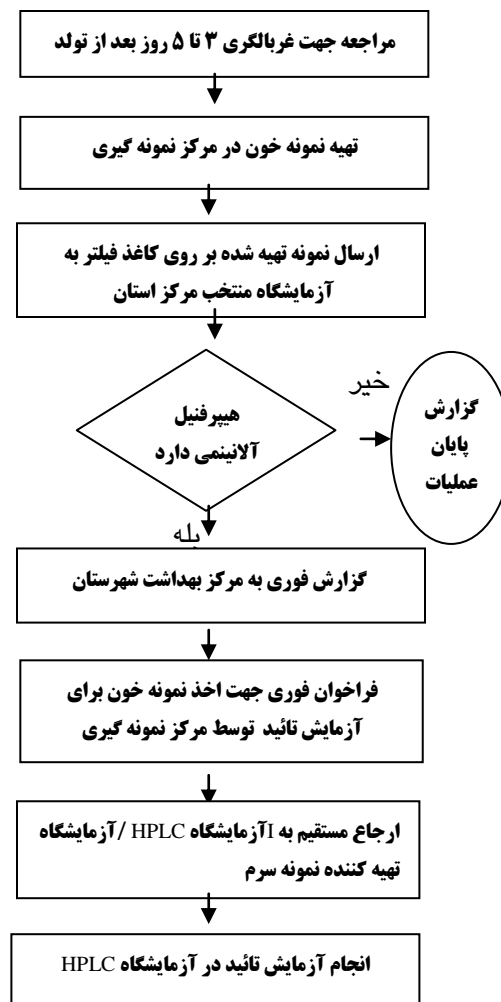 مراجعه جهت غربالگری ۳ تا ۵ روز بعد از تولد
تهیه نمونه خون در مرکز نمونه گیری
ارسال نمونه تهیه شده بر روی کاغذ فیلتر به
آزمایشگاه منتخب مرکز استان
هیپرفنیل
آلانینمی دارد
خیر
گزارش
پایان
عملیات
بله
گزارش فوری به مرکز بهداشت شهرستان
فراخوان فوری جهت اخذ نمونه خون برای
آزمایش تائید توسط مرکز نمونه گیری
ارجاع مستقیم به Iآزمایشگاه HPLC /آزمایشگاه
تهیه کننده نمونه سرم
انجام آزمایش تائید در آزمایشگاه HPLC